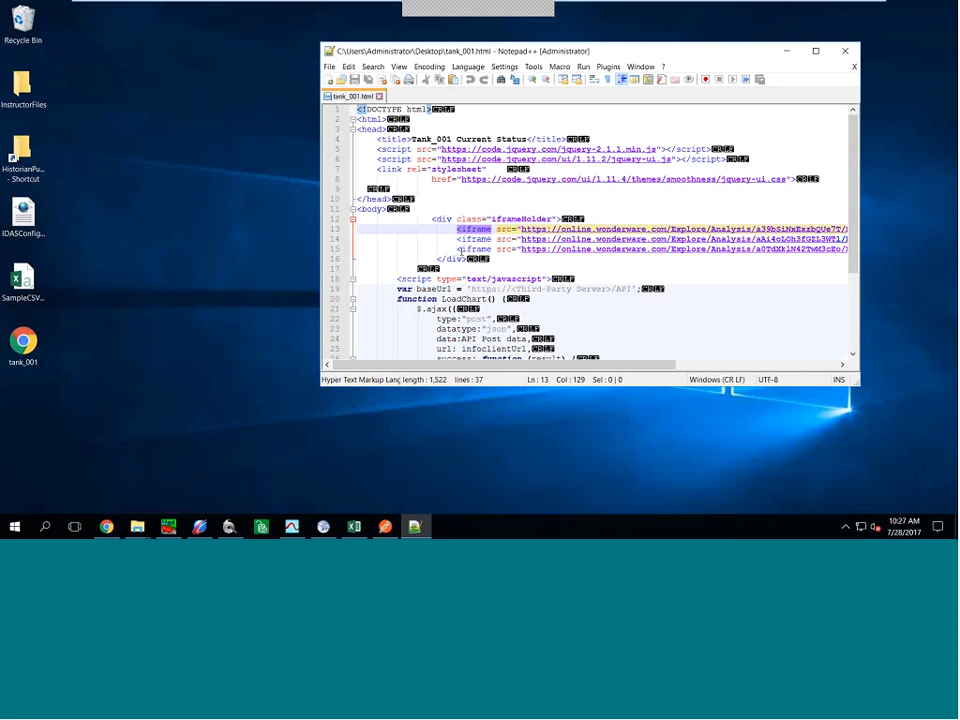 Recycle Bin
InstructorFiles
HistorianPu...
- Shortcut
IDASConfig...
SampleCSV...
tank_001
C:\Users\Administrator\Desktop\tank_001.html - Notepad++ [Administrator]
File Edit Search View Encoding Language Settings Tools Macro Run Plugins Window ? X
tank_001.html
1 <!DOCTYPE html>CRLF
2 <html>CRLF
3 <head>CRLF
4 <title>Tank_001 Current Status</title>CRLF
5 <script src="https://code.jquery.com/jquery-2.1.1.min.js"></script>CRLF
6 <script src="https://code.jquery.com/ui/1.11.2/jquery-ui.js"></script>CRLF
7 <link rel="stylesheet" CRLF
8 href="https://code.jquery.com/ui/1.11.4/themes/smoothness/jquery-ui.css">CRLF
9 CRLF
10 </head>CRLF
11 <body>CRLF
12 <div class="iframeHolder">CRLF
13 <iframe src="https://online.wonderware.com/Explore/Analysis/
14 <iframe src="https://online.wonderware.com/Explore/Analysis/
15 <iframe src="https://online.wonderware.com/Explore/Analysis/
16 </div>CRLF
17 CRLF
18 <script type="text/javascript">CRLF
19 var baseUrl = 'https://<Third-Party Server>/API';CRLF
20 function LoadChart() {CRLF
21 $.ajax({CRLF
22 type:"post",CRLF
23 datatype:"json",CRLF
24 data:API Post data,CRLF
25 url: infoclientUrl,CRLF
success: function (result) {CRLF
Hyper Text Markup Lang length : 1,522 lines : 37 Ln : 13 Col : 129 Sel : 0 | 0 Windows (CR LF) UTF-8 INS
10:27 AM
7/28/2017